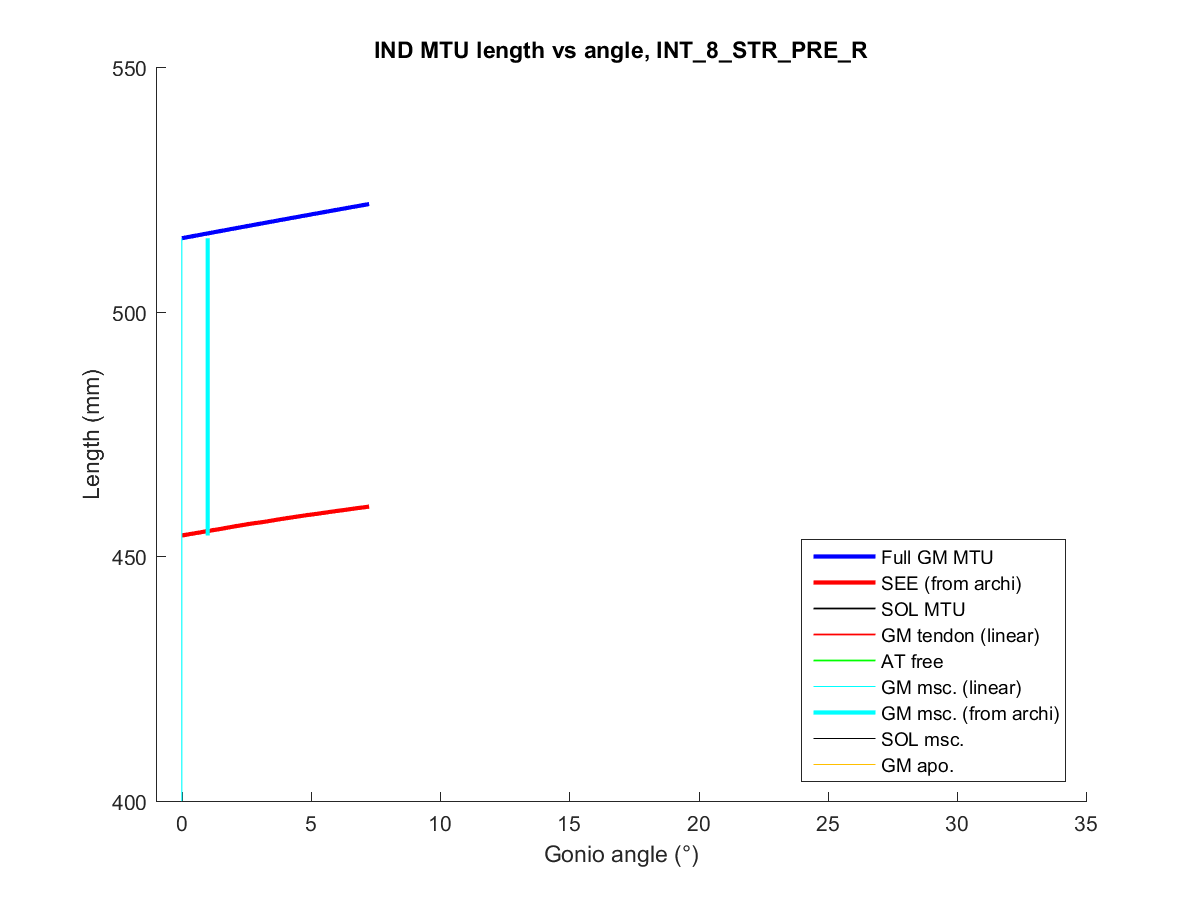 IND MTU length vs angle, INT_8_STR_PRE_R
550
500
450
400
Length (mm)
0 5 10 15 20 25 30 35
Gonio angle (°)
Full GM MTU
SEE (from archi)
SOL MTU
GM tendon (linear)
AT free
GM msc. (linear)
GM msc. (from archi)
SOL msc.
GM apo.